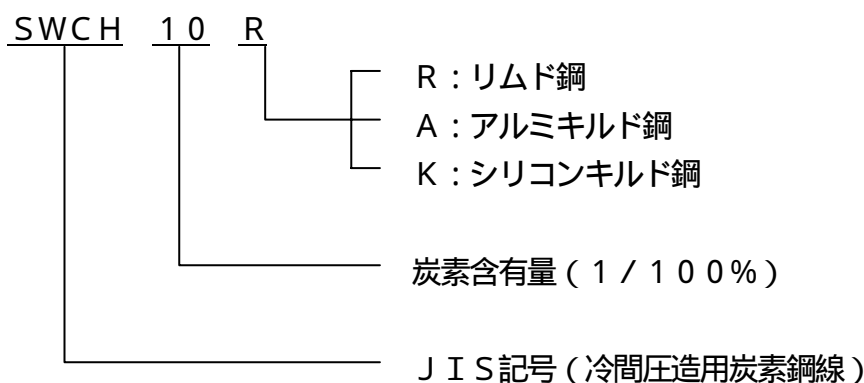 SWCH １０ R
R：リムド鋼
A：アルミキルド鋼
K：シリコンキルド鋼
炭素含有量（１／１００%）
ＪＩＳ記号（冷間圧造用炭素鋼線）